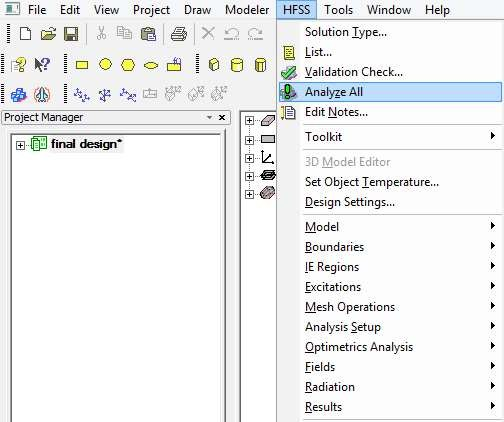 File Edit View Project Draw Modeler HFSS Tools Window Help
Solution Type...
List...
Validation Check...
Analyze All
Edit Notes...
Project Manager
final design*
Toolkit
3D Model Editor
Set Object Temperature...
Design Settings...
Model
Boundaries
IE Regions
Excitations
Mesh Operations
Analysis Setup
Optimetrics Analysis
Fields
Radiation
Results